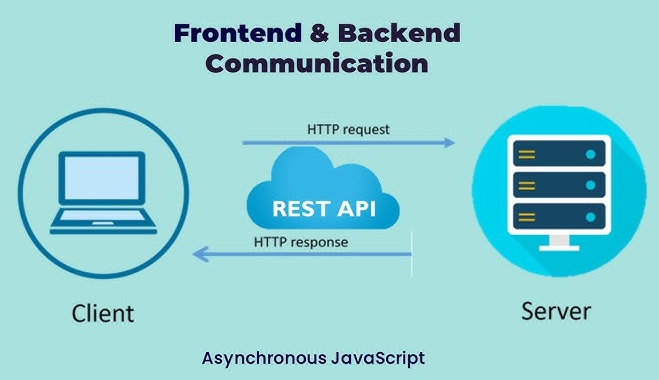 Frontend & Backend
Communication
HTTP request
REST API
HTTP response
Client
Server
Asynchronous JavaScript